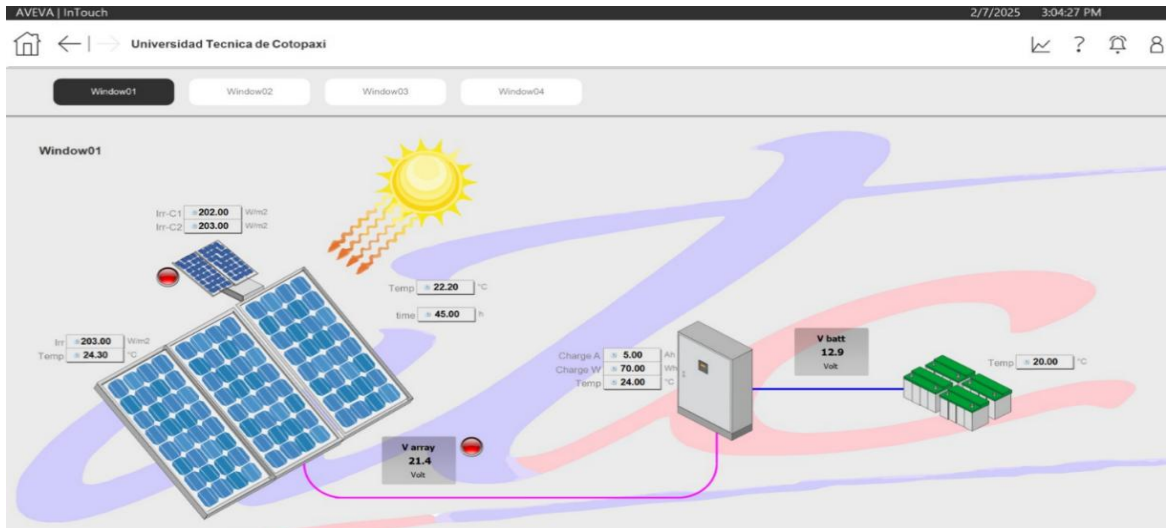 AVEVA | InTouch 2/7/2025 3:04:27 PM
Universidad Tecnica de Cotopaxi ?
Window01 Window02 Window03 Window04
Window01
Irr-C1 202.00 W/m2
Irr-C2 203.00 W/m2
Temp 22.20 °C
time 45.00 h
Irr 203.00 W/m2
Temp 24.30 °C
Charge A 5.00 Ah
Charge W 70.00 Wh
Temp 24.00 °C
V batt
12.9
Volt
Temp 20.00 °C
V array
21.4
Volt